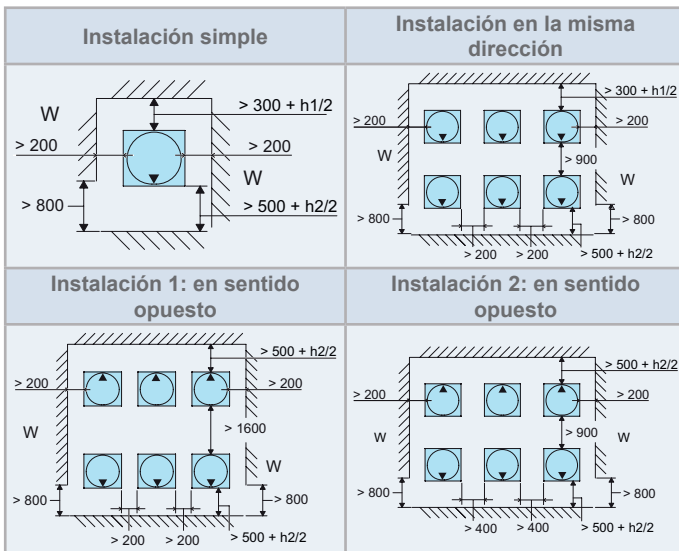 Instalación simple
W
> 300 + h1/2
> 200
> 200
W
> 800
> 500 + h2/2
Instalación en la misma
dirección
> 300 + h1/2
> 200
> 200
W
> 900
W
> 800
> 800
> 200
> 200
> 500 + h2/2
Instalación 1: en sentido
opuesto
> 500 + h2/2
> 200
> 200
W
> 1600
W
> 800
> 800
> 200
> 200
> 500 + h2/2
Instalación 2: en sentido
opuesto
> 500 + h2/2
> 200
> 200
W
> 900
W
> 800
> 800
> 400
> 400
> 500 + h2/2